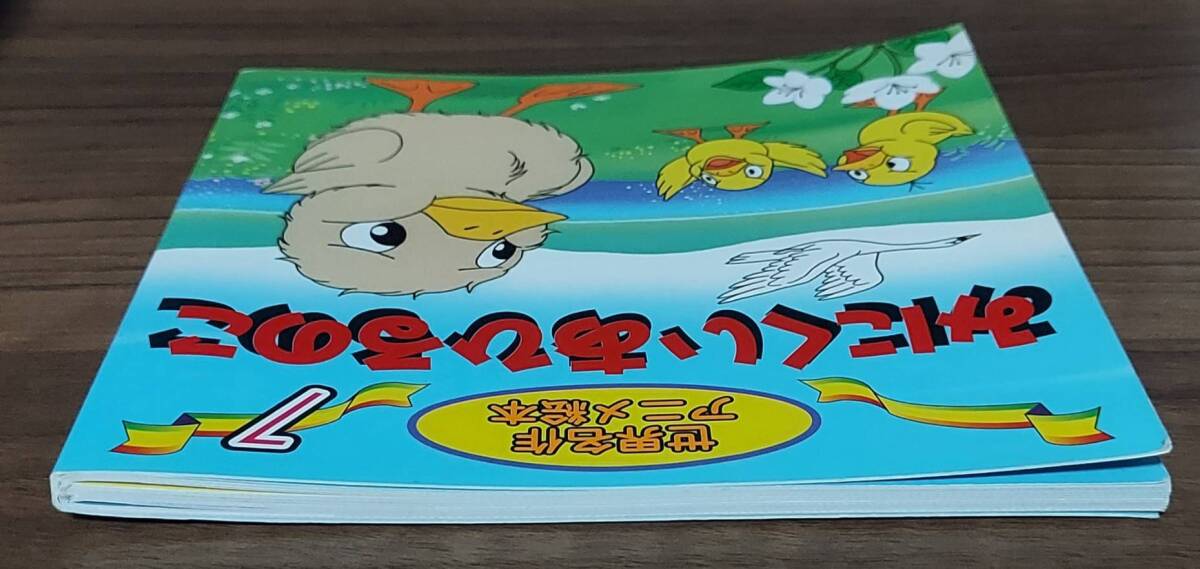 世界名作
アニメ絵本
7
みにくいあひるのこ